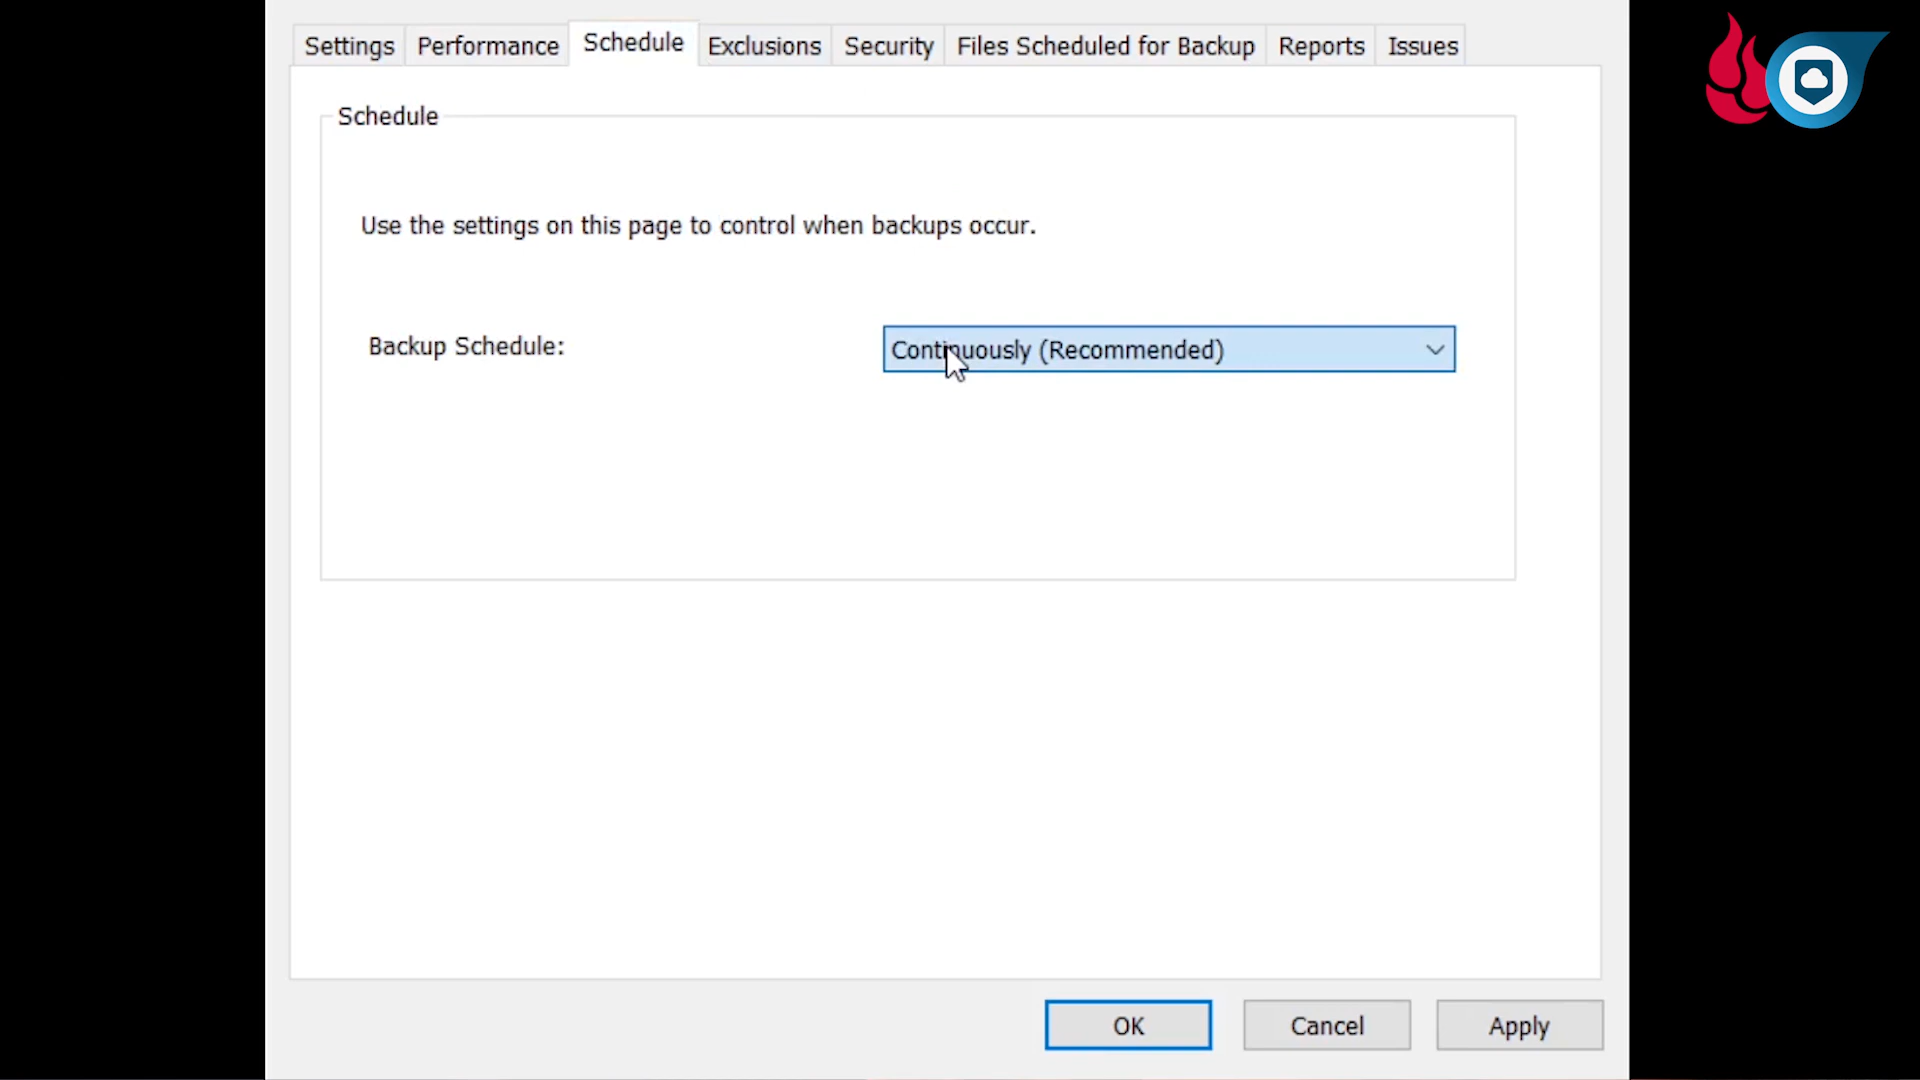 Settings Performance Schedule Exclusions Security Files Scheduled for Backup Reports Issues
Schedule
Use the settings on this page to control when backups occur.
Backup Schedule: Continuously (Recommended)
OK Cancel Apply